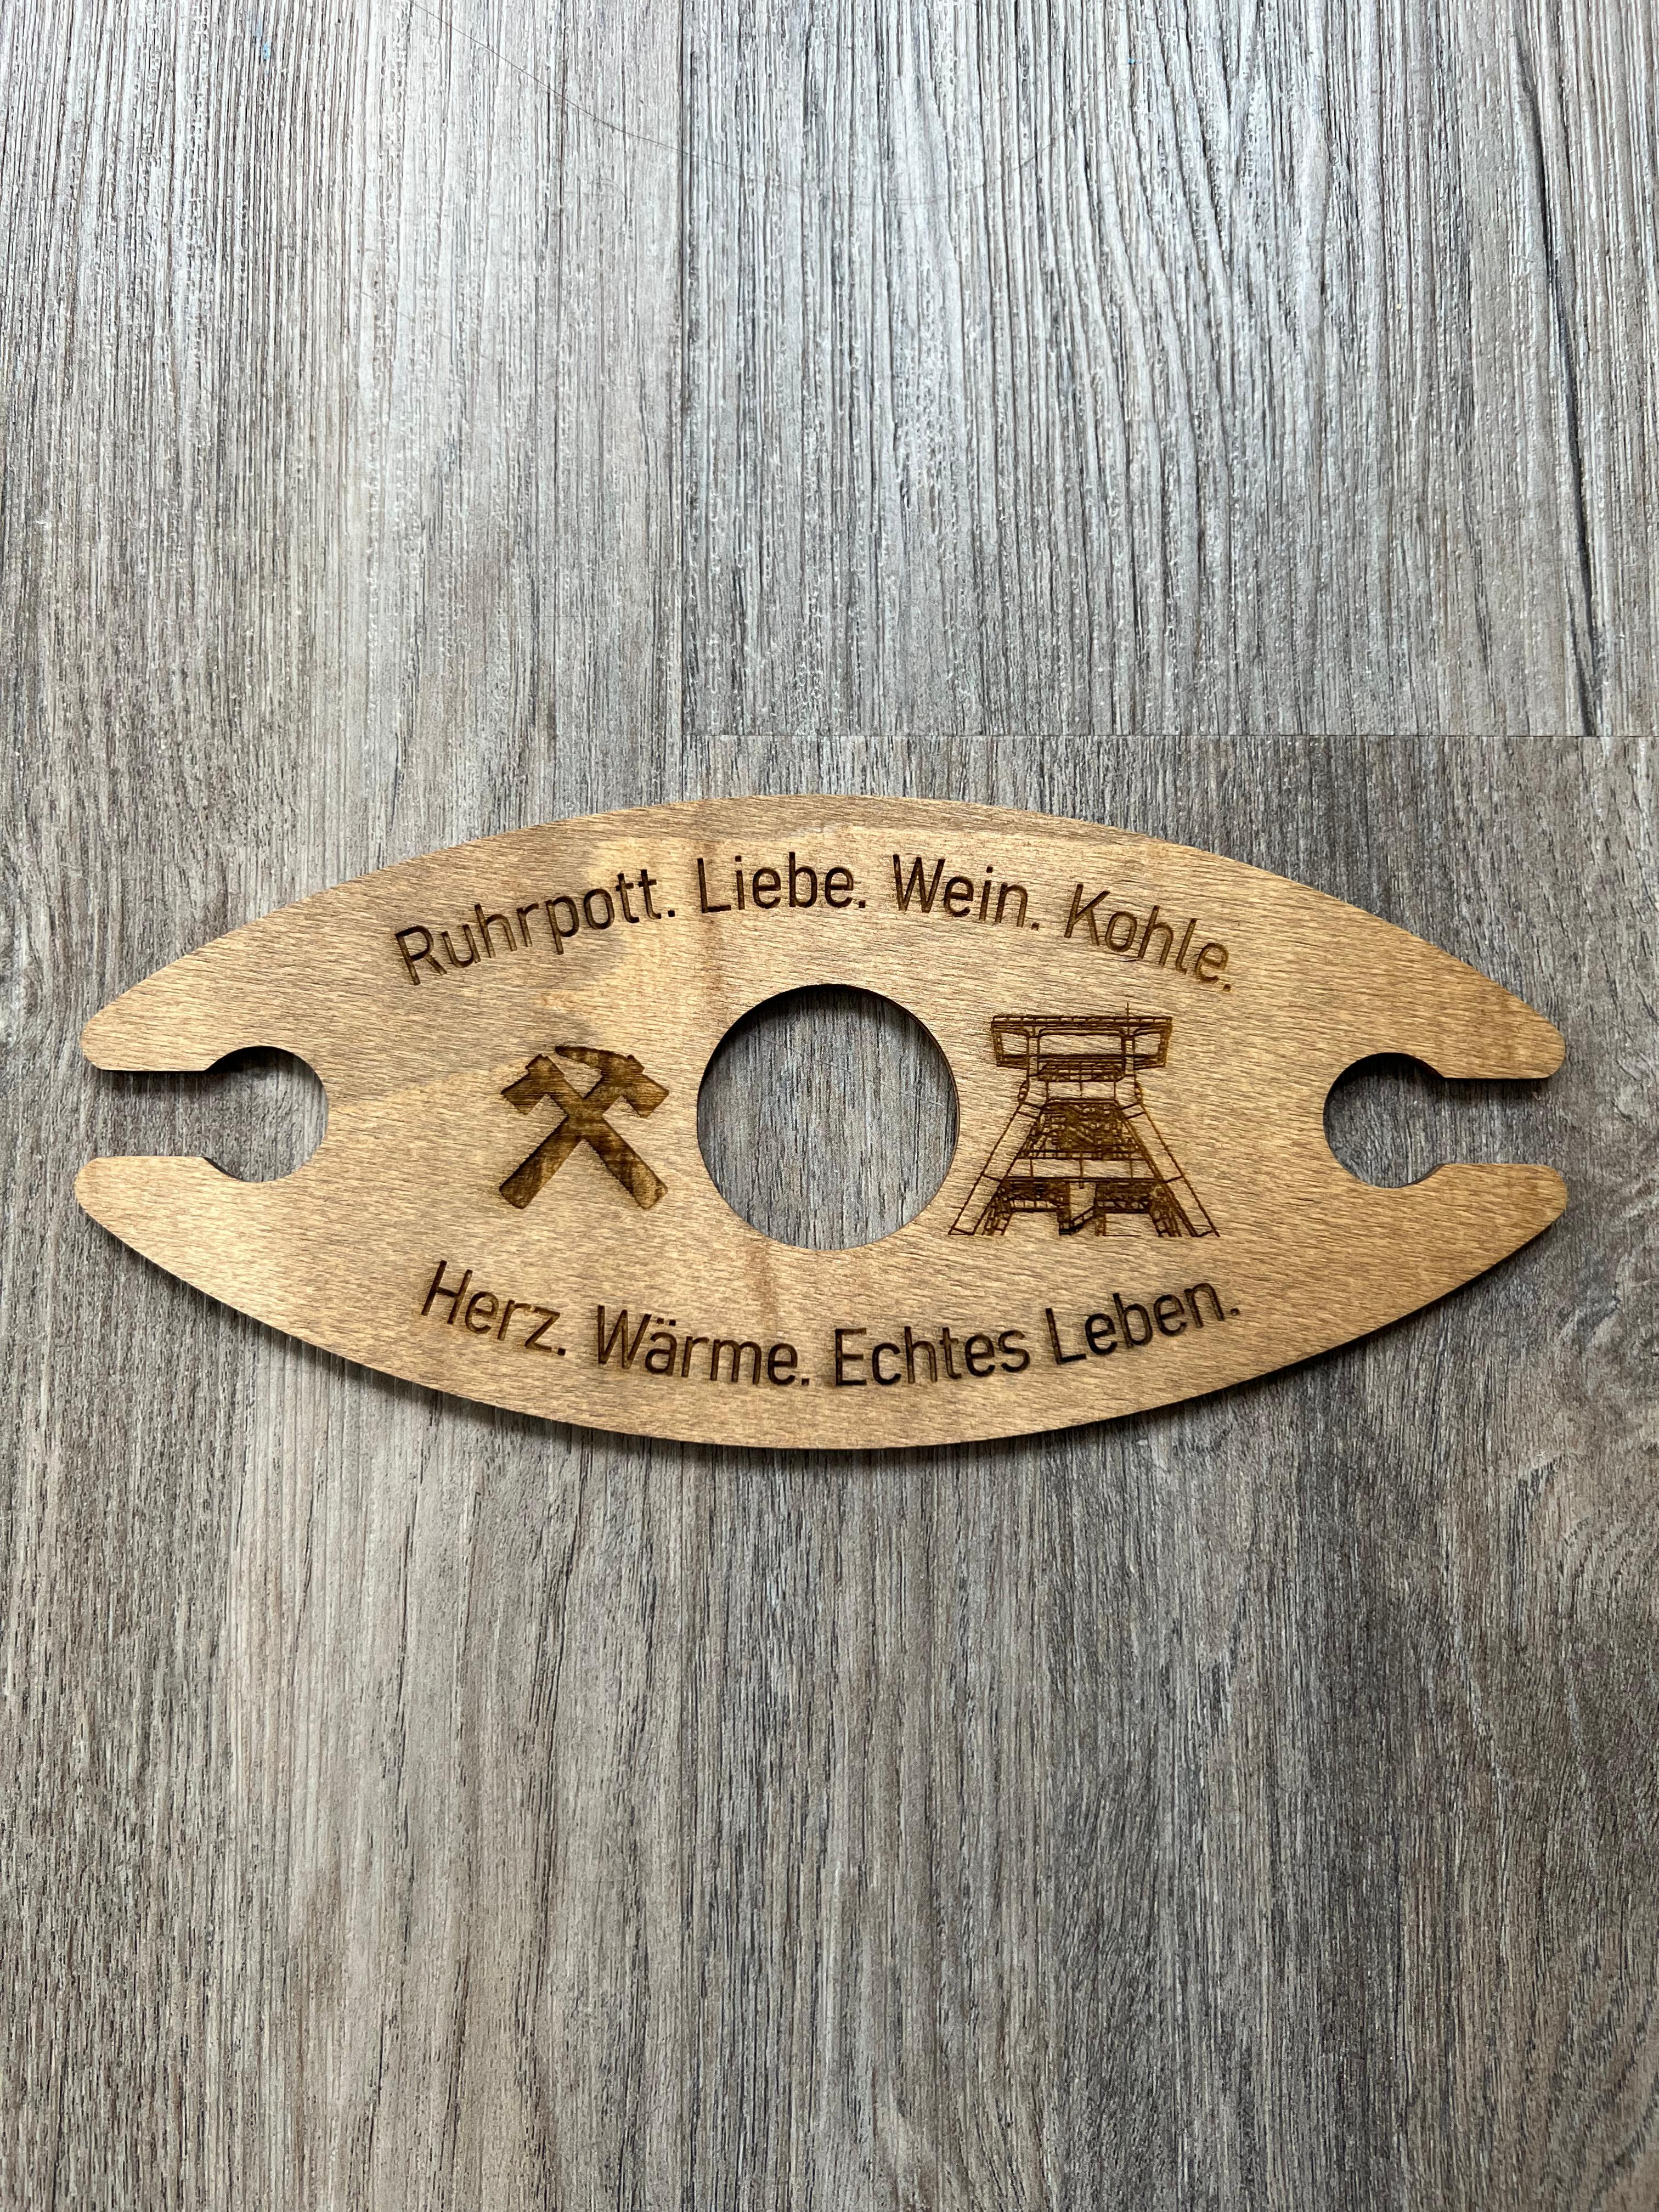 Ruhrpott. Liebe. Wein. Kohle.
Herz. Wärme. Echtes Leben.